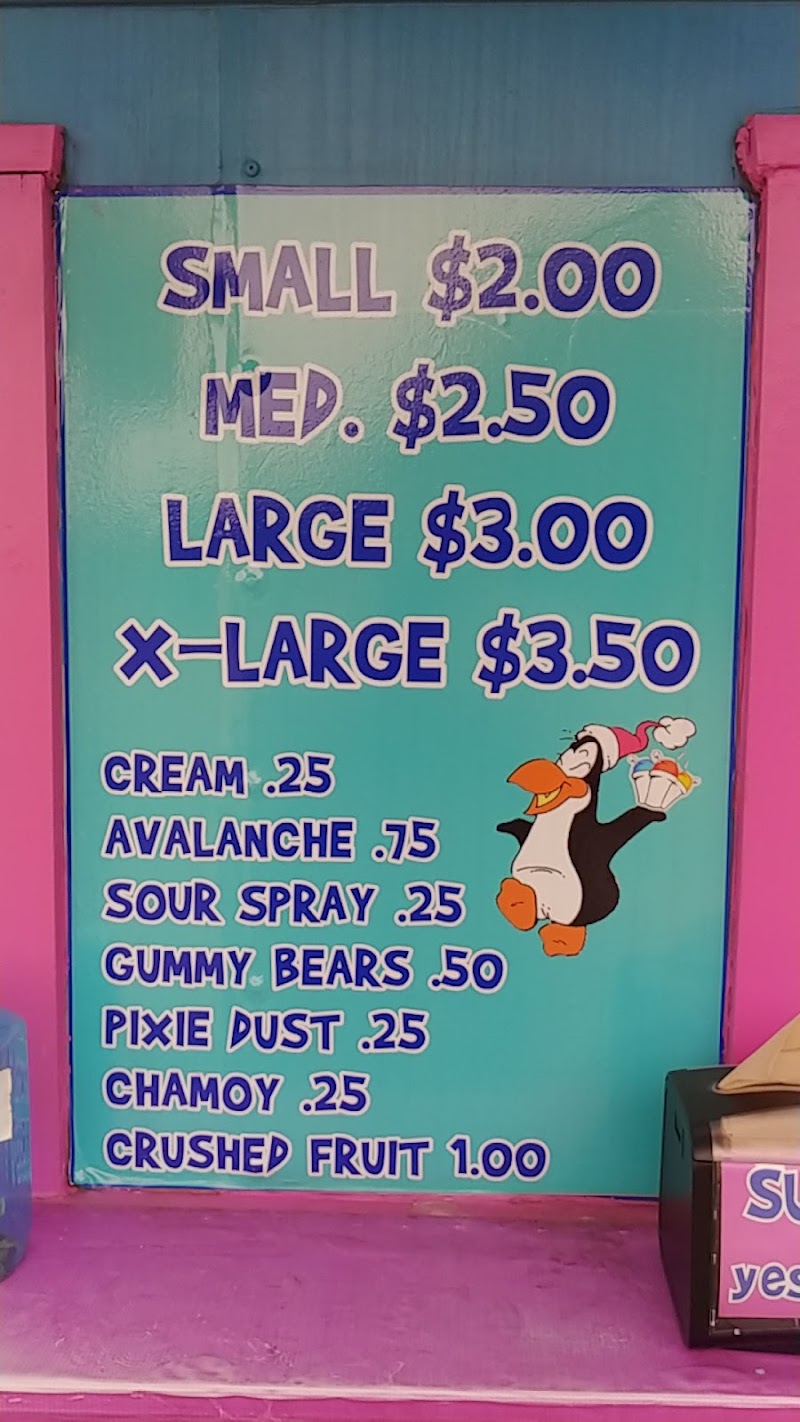 SMALL $2.00
MED. $2.50
LARGE $3.00
X-LARGE $3.50
CREAM .25
AVALANCHE .75
SOUR SPRAY .25
GUMMY BEARS .50
PIXIE DUST .25
CHAMOY .25
CRUSHED FRUIT 1.00